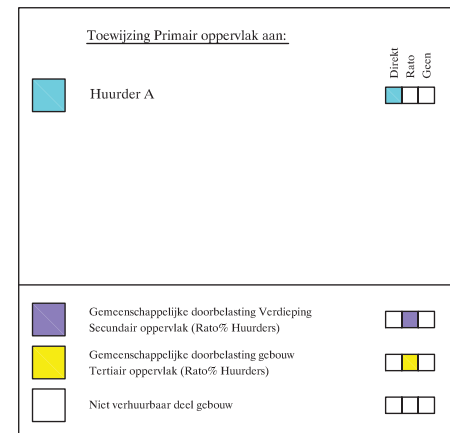 Toewijzing Primair oppervlak aan:
Direkt
Rato
Geen
Huurder A
Gemeenschappelijke doorbelasting Verdieping
Secundair oppervlak (Rato% Huurders)
Gemeenschappelijke doorbelasting gebouw
Tertiair oppervlak (Rato% Huurders)
Niet verhuurbaar deel gebouw